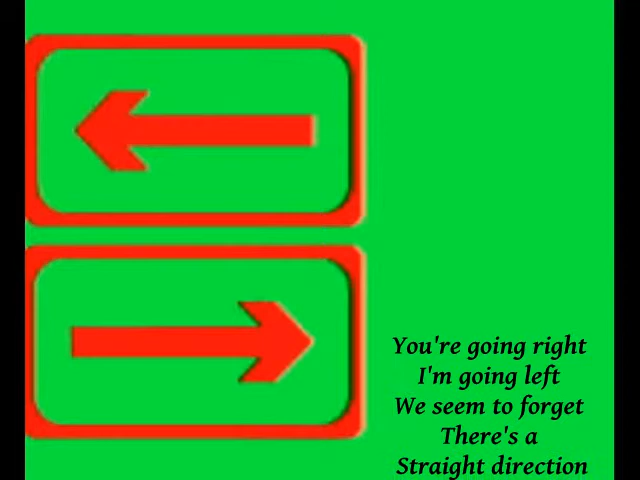 You're going right
I'm going left
We seem to forget
There's a
Straight direction